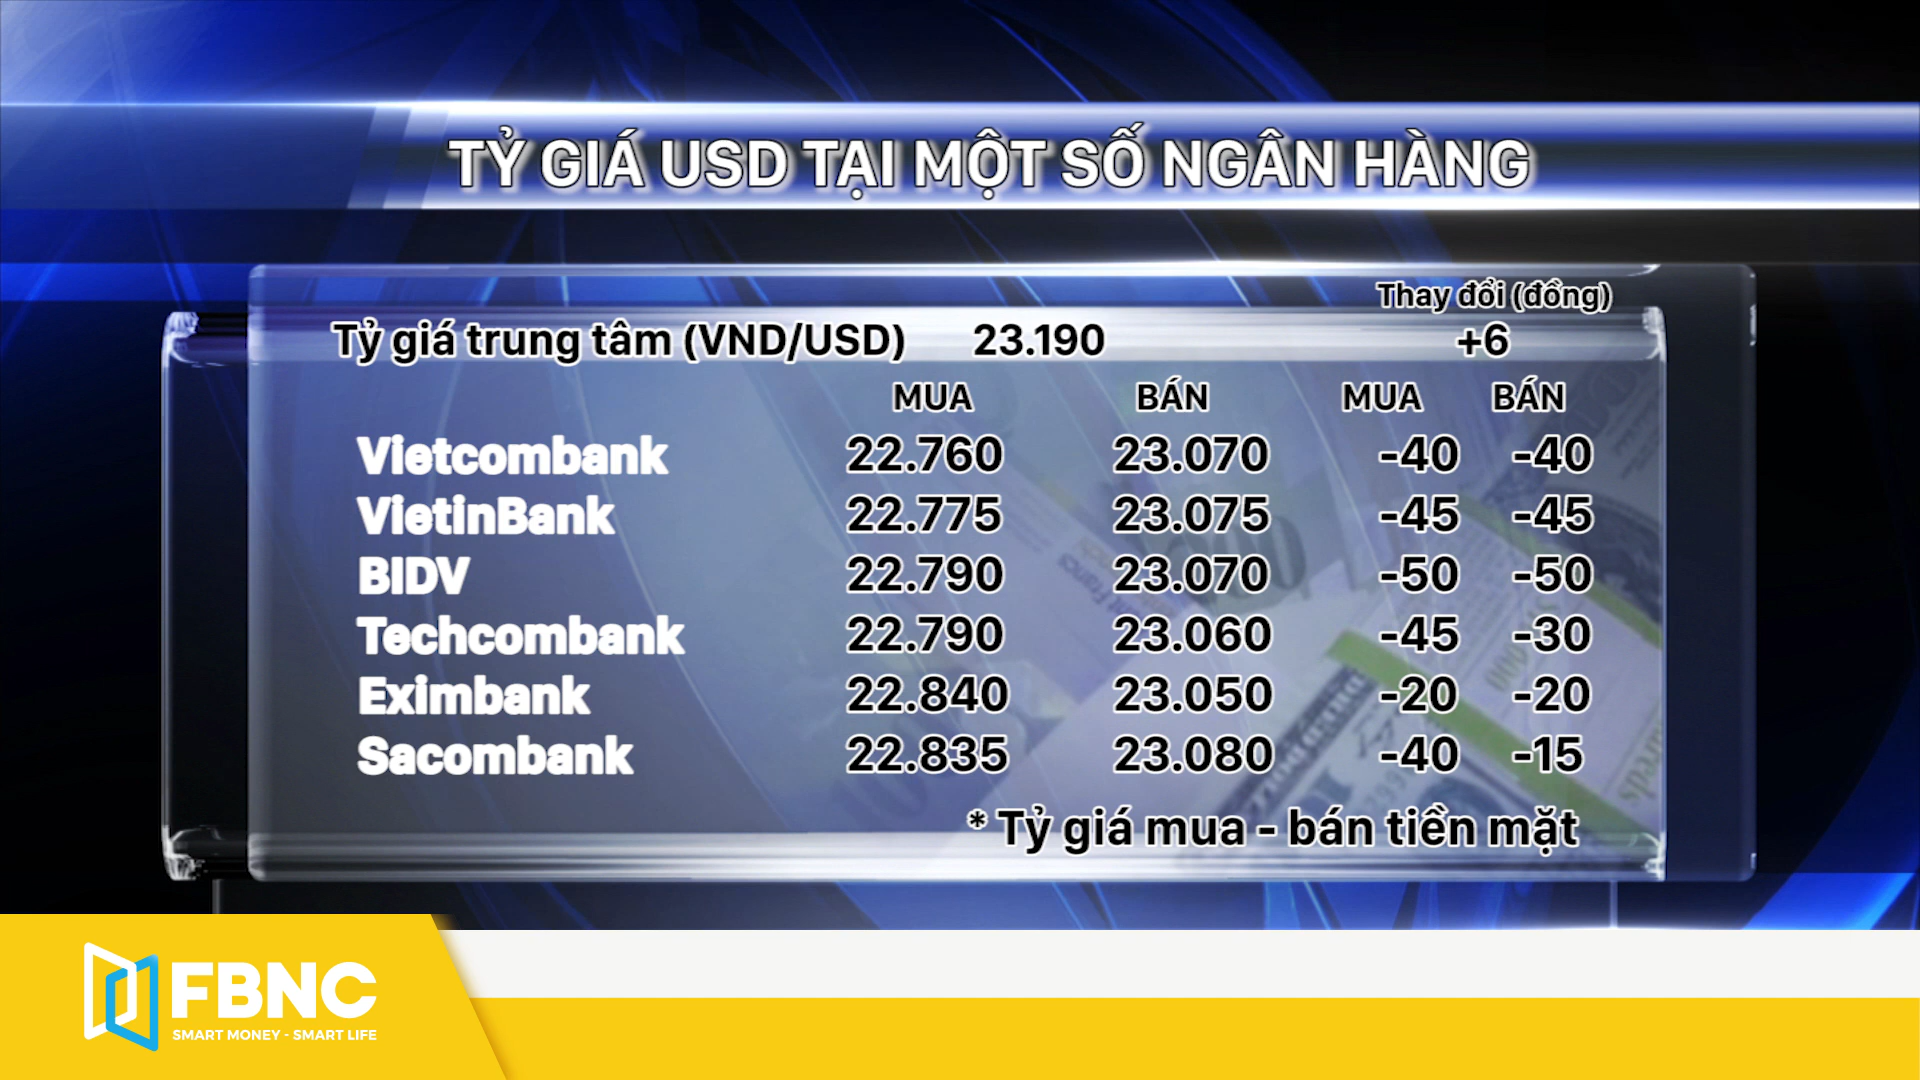 TỶ GIÁ USD TẠI MỘT SỐ NGÂN HÀNG
Thay đổi (đồng)
Tỷ giá trung tâm (VND/USD) 23.190 +6
MUA BÁN MUA BÁN
Vietcombank 22.760 23.070 -40 -40
VietinBank 22.775 23.075 -45 -45
BIDV 22.790 23.070 -50 -50
Techcombank 22.790 23.060 -45 -30
Eximbank 22.840 23.050 -20 -20
Sacombank 22.835 23.080 -40 -15
* Tỷ giá mua - bán tiền mặt
FBNC
SMART MONEY - SMART LIFE